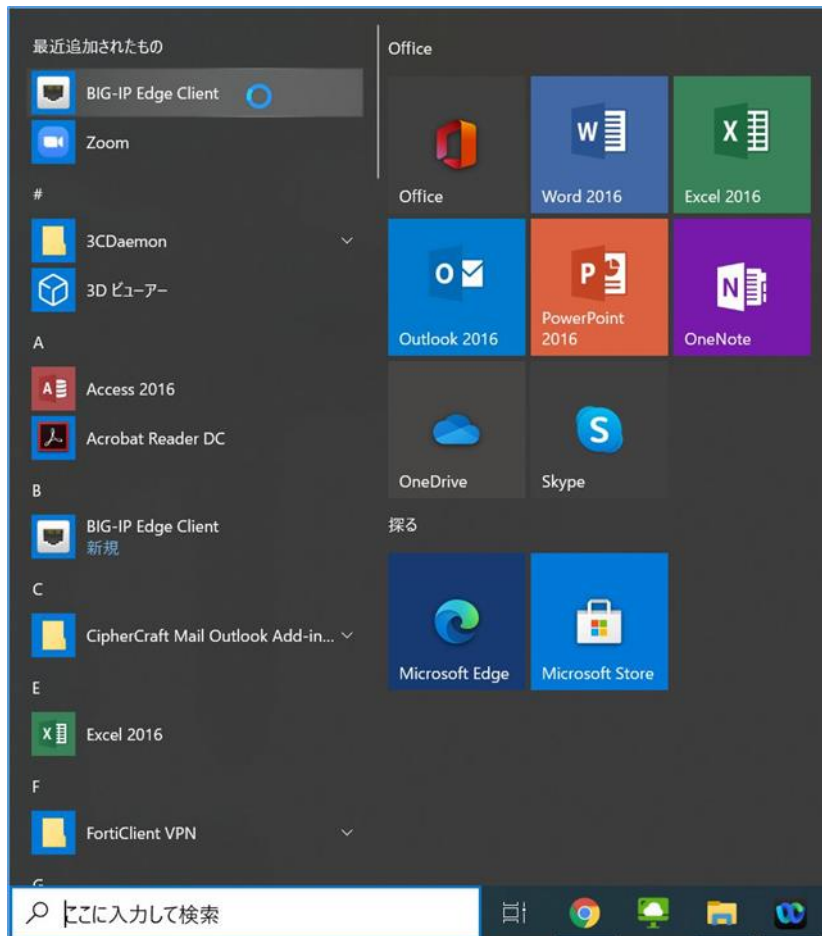 最近追加されたもの
BIG-IP Edge Client
Zoom
#
3CDaemon
3D ビューアー
A
Access 2016
Acrobat Reader DC
B
BIG-IP Edge Client
新規
C
CipherCraft Mail Outlook Add-in...
E
Excel 2016
F
FortiClient VPN
G
Office
Office
Word 2016
Excel 2016
Outlook 2016
PowerPoint
2016
OneNote
OneDrive
Skype
探る
Microsoft Edge
Microsoft Store
ここに入力して検索